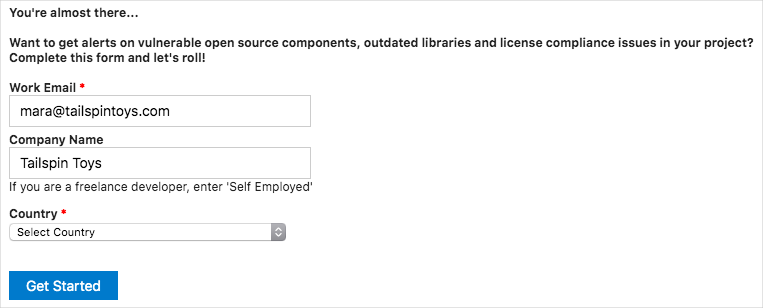 You're almost there...
Want to get alerts on vulnerable open source components, outdated libraries and license compliance issues in your project?
Complete this form and let's roll!
Work Email *
mara@tailspintoys.com
Company Name
Tailspin Toys
If you are a freelance developer, enter 'Self Employed'
Country *
Select Country
Get Started